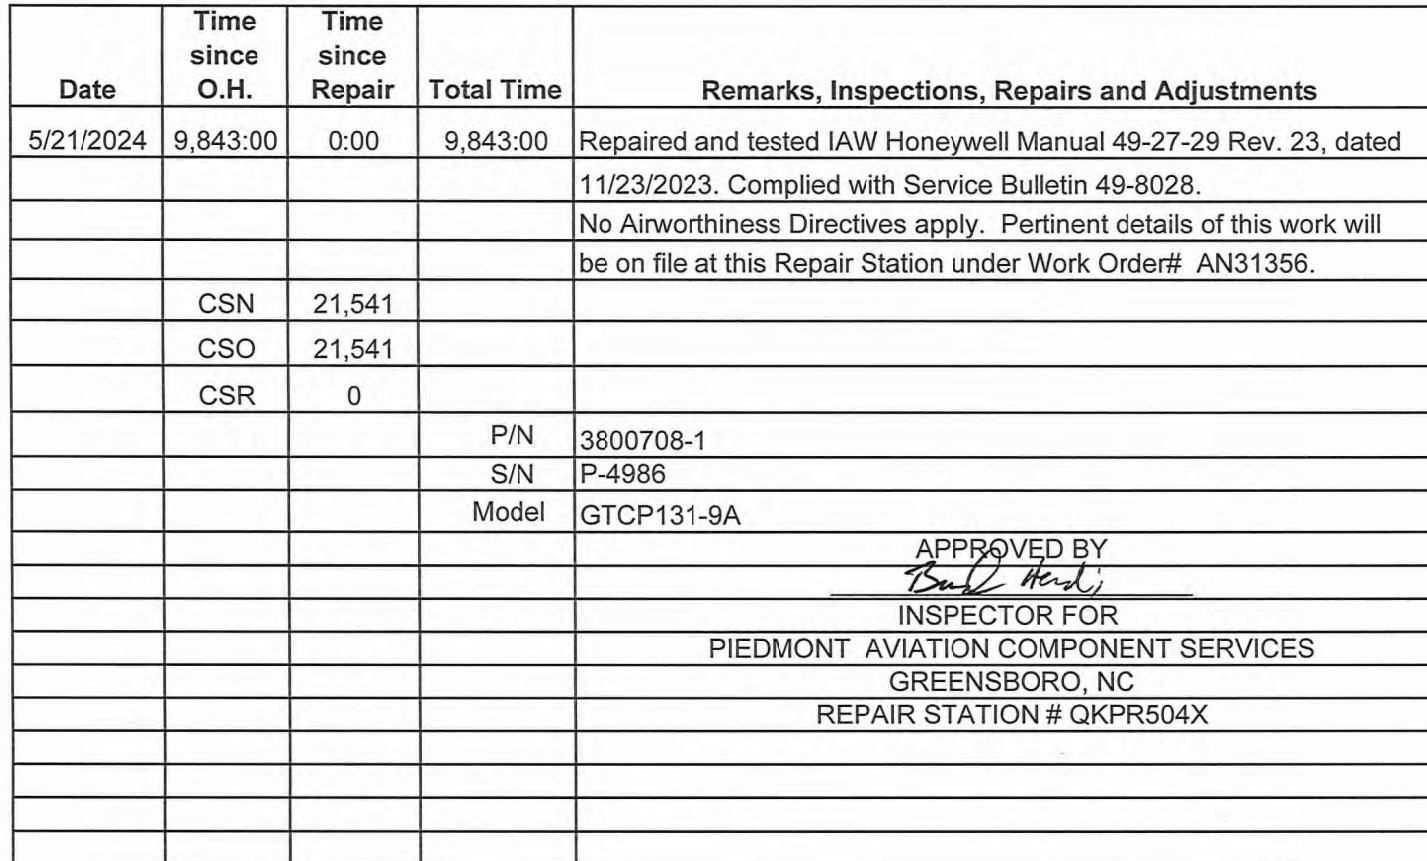 Date Time since O.H. Time since Repair Total Time Remarks, Inspections, Repairs and Adjustments
5/21/2024 9,843:00 0:00 9,843:00 Repaired and tested IAW Honeywell Manual 49-27-29 Rev. 23, dated
11/23/2023. Complied with Service Bulletin 49-8028.
No Airworthiness Directives apply. Pertinent details of this work will
be on file at this Repair Station under Work Order# AN31356.
CSN 21,541
CSO 21,541
CSR 0
P/N 3800708-1
S/N P-4986
Model GTCP131-9A
APPROVED BY
INSPECTOR FOR
PIEDMONT AVIATION COMPONENT SERVICES
GREENSBORO, NC
REPAIR STATION # QKPR504X